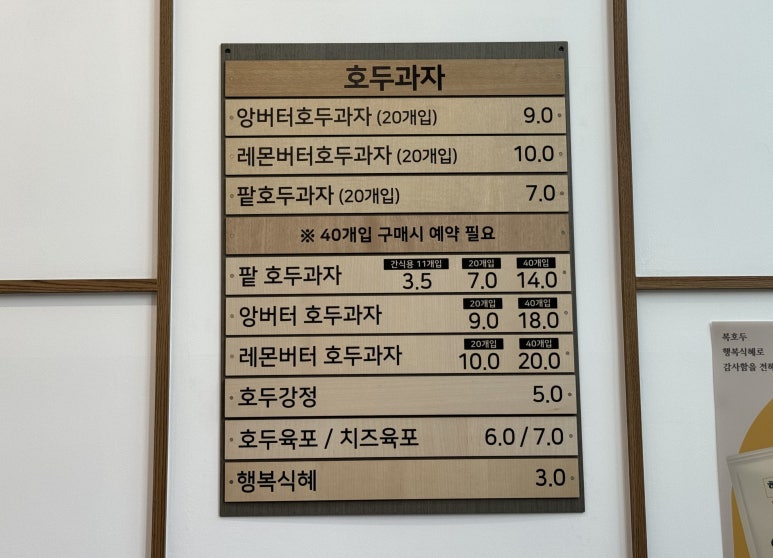 호두과자
앙버터호두과자 (20개입) 9.0
레몬버터호두과자 (20개입) 10.0
팥호두과자 (20개입) 7.0
※ 40개입 구매시 예약 필요
간식용 11개입 20개입 40개입
팥 호두과자 3.5 7.0 14.0
20개입 40개입
앙버터 호두과자 9.0 18.0
20개입 40개입
레몬버터 호두과자 10.0 20.0
호두강정 5.0
호두육포 / 치즈육포 6.0 / 7.0
행복식혜 3.0
복호두
행복식혜로
감사함을 전하